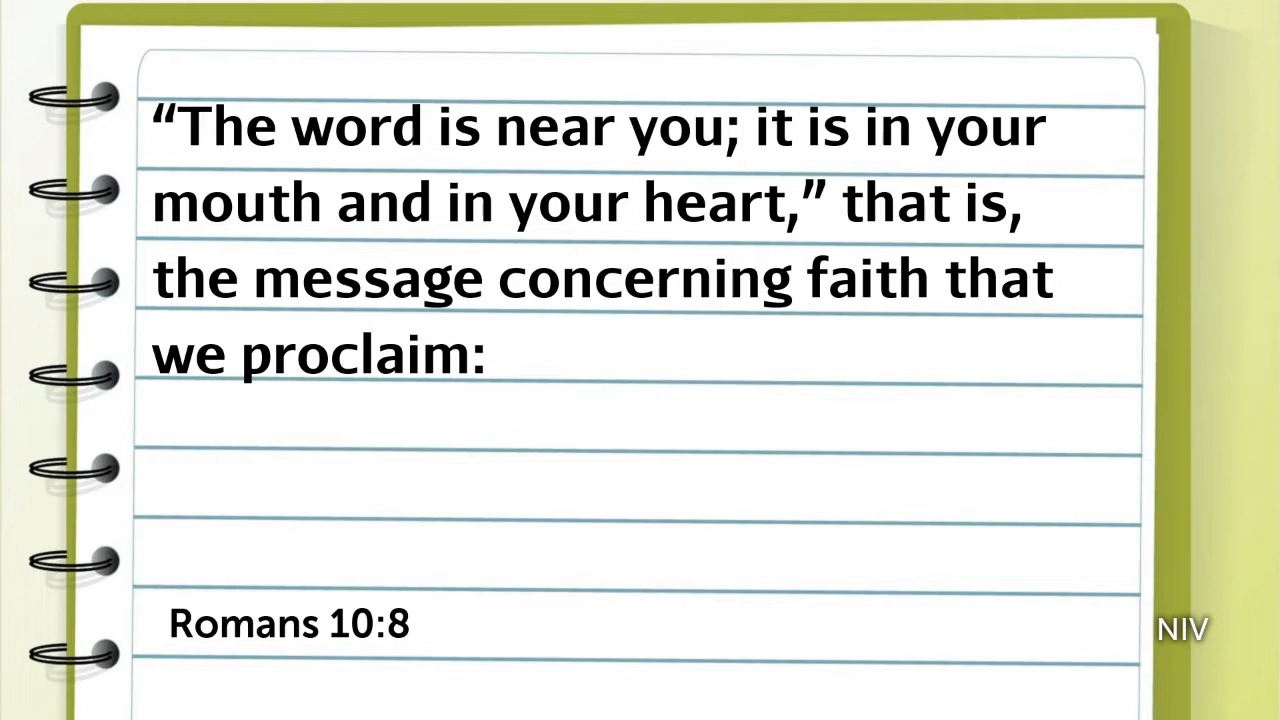 “The word is near you; it is in your
mouth and in your heart,” that is,
the message concerning faith that
we proclaim:
Romans 10:8
NIV